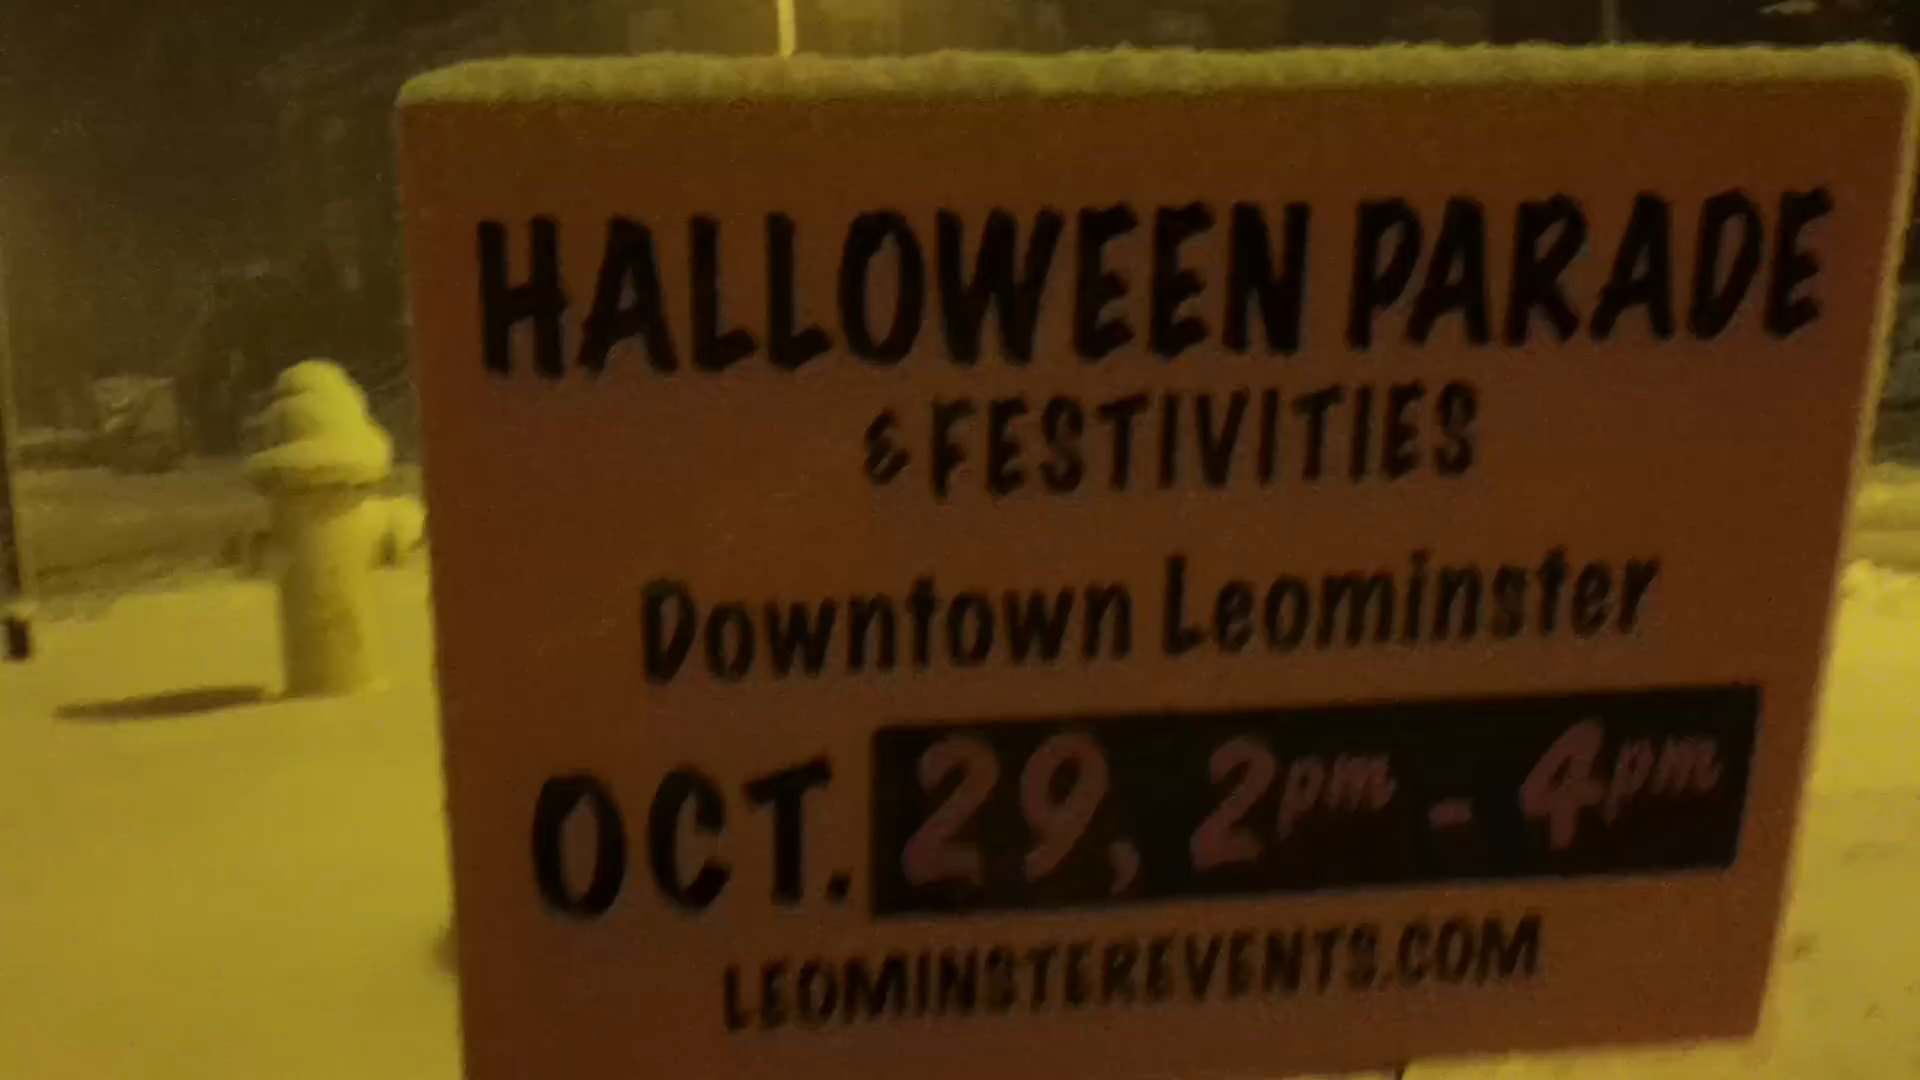 HALLOWEEN PARADE
& FESTIVITIES
Downtown Leominster
OCT. 29, 2pm - 4pm
LEOMINSTEREVENTS.COM